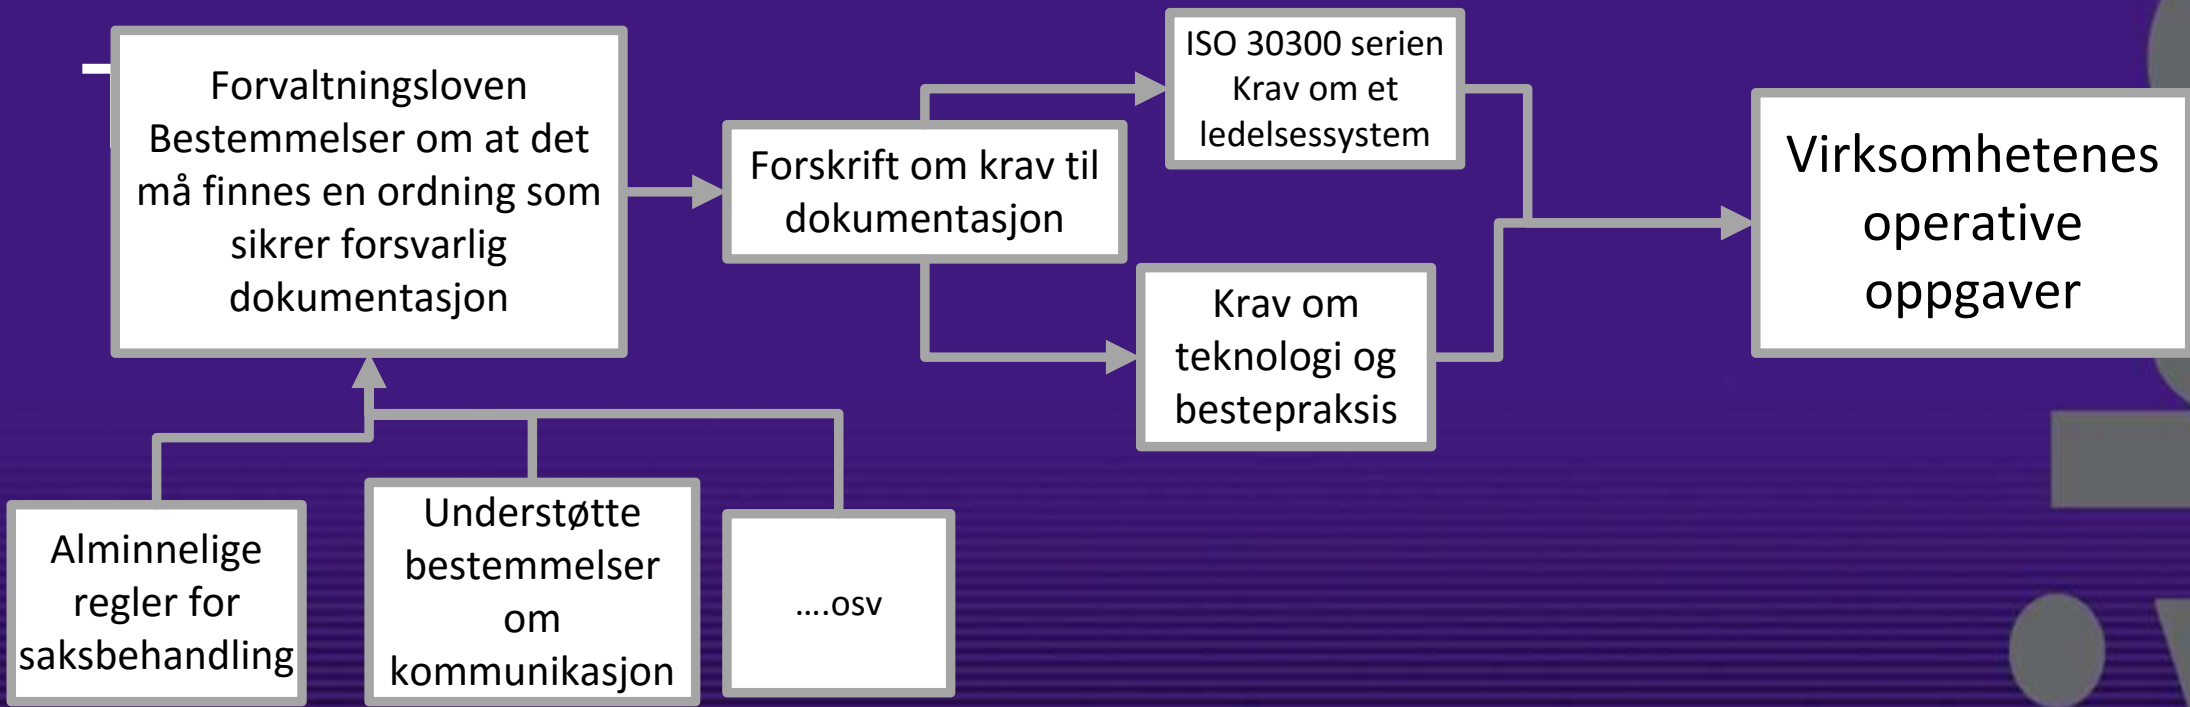 Forvaltningsloven
Bestemmelser om at det
må finnes en ordning som
sikrer forsvarlig
dokumentasjon
Forskrift om krav til
dokumentasjon
ISO 30300 serien
Krav om et
ledelsessystem
Krav om
teknologi og
bestepraksis
Virksomhetenes
operative
oppgaver
Alminnelige
regler for
saksbehandling
Understøtte
bestemmelser
om
kommunikasjon
....osv